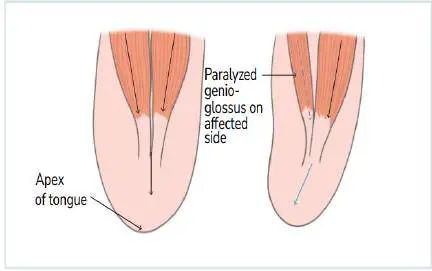 Paralyzed
genio-
glossus on
affected
side
Apex
of tongue